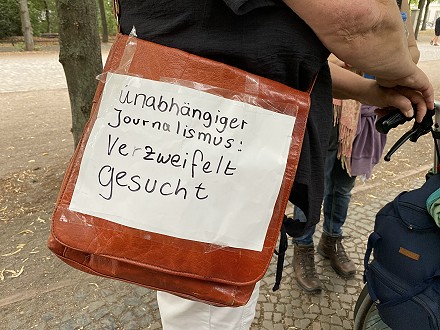 unabhängiger
Journalismus:
Verzweifelt
gesucht